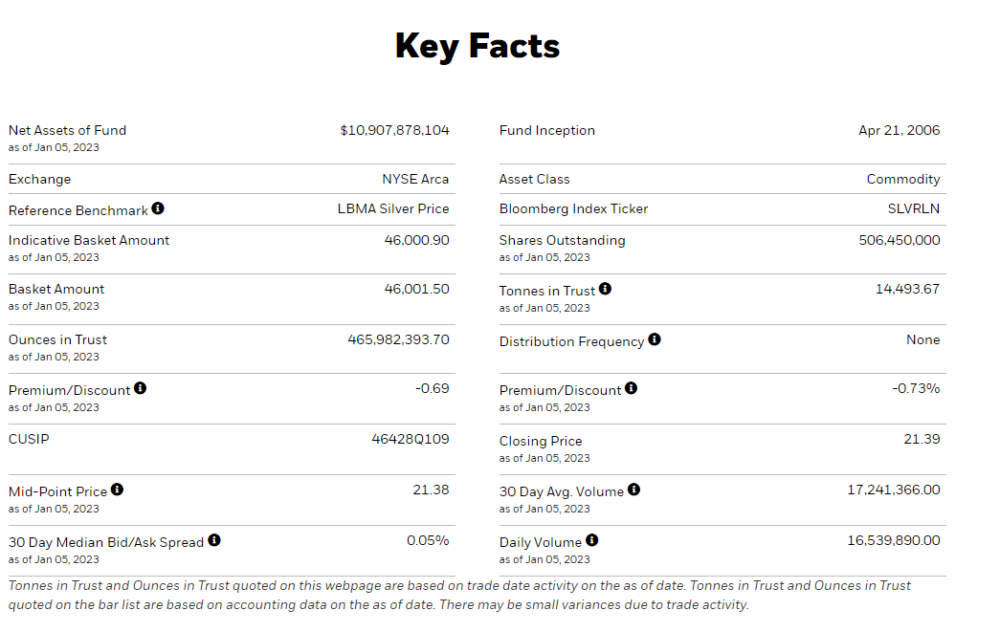 Key Facts
Net Assets of Fund $10,907,878,104 Fund Inception Apr 21, 2006
as of Jan 05, 2023
Exchange NYSE Arca Asset Class Commodity
Reference Benchmark LBMA Silver Price Bloomberg Index Ticker SLVRLN
Indicative Basket Amount 46,000.90 Shares Outstanding 506,450,000
as of Jan 05, 2023 as of Jan 05, 2023
Basket Amount 46,001.50 Tonnes in Trust 14,493.67
as of Jan 05, 2023 as of Jan 05, 2023
Ounces in Trust 465,982,393.70 Distribution Frequency None
as of Jan 05, 2023
Premium/Discount -0.69 Premium/Discount -0.73%
as of Jan 05, 2023 as of Jan 05, 2023
CUSIP 46428Q109 Closing Price 21.39
as of Jan 05, 2023
Mid-Point Price 21.38 30 Day Avg. Volume 17,241,366.00
as of Jan 05, 2023 as of Jan 05, 2023
30 Day Median Bid/Ask Spread 0.05% Daily Volume 16,539,890.00
as of Jan 05, 2023 as of Jan 05, 2023
Tonnes in Trust and Ounces in Trust quoted on this webpage are based on trade date activity on the as of date. Tonnes in Trust and Ounces in Trust
quoted on the bar list are based on accounting data on the as of date. There may be small variances due to trade activity.